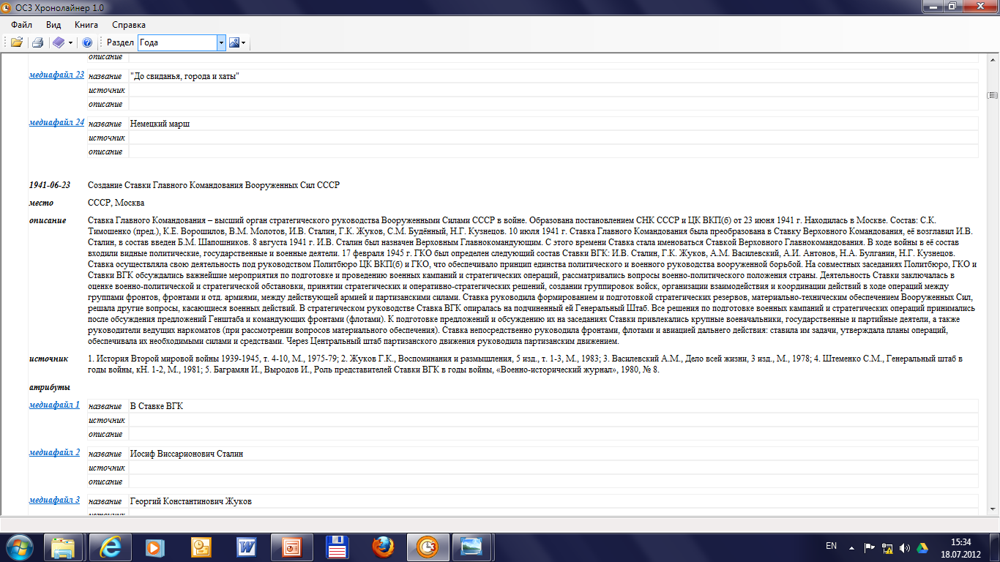 ОСЗ Хронолайнер 1.0
Файл Вид Книга Справка
Раздел Года
описание
медиафайл 23 название "До свиданья, города и хаты"
источник
описание
медиафайл 24 название Немецкий марш
источник
описание
1941-06-23 Создание Ставки Главного Командования Вооруженных Сил СССР
место СССР, Москва
описание Ставка Главного Командования – высший орган стратегического руководства Вооруженными Силами СССР в войне. Образована постановлением СНК СССР и ЦК ВКП(б) от 23 июня 1941 г. Находилась в Москве. Состав: С.К.
Тимошенко (пред.), К.Е. Ворошилов, В.М. Молотов, И.В. Сталин, Г.К. Жуков, С.М. Будённый, Н.Г. Кузнецов. 10 июля 1941 г. Ставка Главного Командования была преобразована в Ставку Верховного Командования, её возглавил И.В.
Сталин, в состав введен Б.М. Шапошников. 8 августа 1941 г. И.В. Сталин был назначен Верховным Главнокомандующим. С этого времени Ставка стала именоваться Ставкой Верховного Главнокомандования. В ходе войны в её состав
входили видные политические, государственные и военные деятели. 17 февраля 1945 г. ГКО был определен следующий состав Ставки ВГК: И.В. Сталин, Г.К. Жуков, А.М. Василевский, А.И. Антонов, Н.А. Булганин, Н.Г. Кузнецов.
Ставка осуществляла свою деятельность под руководством Политбюро ЦК ВКП(б) и ГКО, что обеспечивало принцип единства политического и военного руководства вооруженной борьбой. На совместных заседаниях Политбюро, ГКО и
Ставки ВГК обсуждались важнейшие мероприятия по подготовке и проведению военных кампаний и стратегических операций, рассматривались вопросы военно-политического положения страны. Деятельность Ставки заключалась в
оценке военно-политической и стратегической обстановки, принятии стратегических и оперативно-стратегических решений, создании группировок войск, организации взаимодействия и координации действий в ходе операций между
группами фронтов, фронтами и отд. армиями, между действующей армией и партизанскими силами. Ставка руководила формированием и подготовкой стратегических резервов, материально-техническим обеспечением Вооруженных Сил,
решала другие вопросы, касающиеся военных действий. В стратегическом руководстве Ставка ВГК опиралась на подчиненный ей Генеральный Штаб. Все решения по подготовке военных кампаний и стратегических операций принимались
после обсуждения предложений Генштаба и командующих фронтами (флотами). К подготовке предложений и обсуждению их на заседаниях Ставки привлекались крупные военачальники, государственные и партийные деятели, а также
руководители ведущих наркоматов (при рассмотрении вопросов материального обеспечения). Ставка непосредственно руководила фронтами, флотами и авиацией дальнего действия: ставила им задачи, утверждала планы операций,
обеспечивала их необходимыми силами и средствами. Через Центральный штаб партизанского движения руководила партизанским движением.
источник 1. История Второй мировой войны 1939-1945, т. 4-10, М., 1975-79; 2. Жуков Г.К., Воспоминания и размышления, 5 изд., т. 1-3, М., 1983; 3. Василевский А.М., Дело всей жизни, 3 изд., М., 1978; 4. Штеменко С.М., Генеральный штаб в
годы войны, кН. 1-2, М., 1981; 5. Баграмян И., Выродов И., Роль представителей Ставки ВГК в годы войны, «Военно-исторический журнал», 1980, № 8.
атрибуты
медиафайл 1 название В Ставке ВГК
источник
описание
медиафайл 2 название Иосиф Виссарионович Сталин
источник
описание
медиафайл 3 название Георгий Константинович Жуков
источник
EN 15:34
18.07.2012